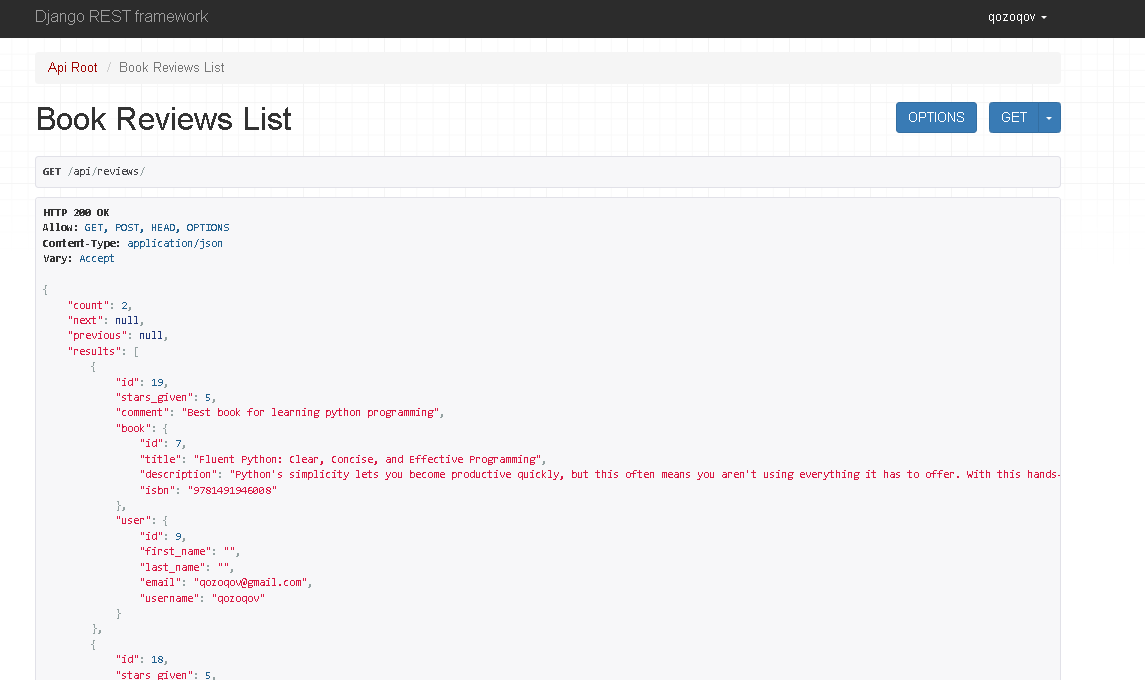 Django REST framework
qozoqov
Api Root / Book Reviews List
Book Reviews List
OPTIONS
GET
GET /api/reviews/
HTTP 200 OK
Allow: GET, POST, HEAD, OPTIONS
Content-Type: application/json
Vary: Accept
{
"count": 2,
"next": null,
"previous": null,
"results": [
{
"id": 19,
"stars_given": 5,
"comment": "Best book for learning python programming",
"book": {
"id": 7,
"title": "Fluent Python: Clear, Concise, and Effective Programming",
"description": "Python's simplicity lets you become productive quickly, but this often means you aren't using everything it has to offer. With this hands-
"isbn": "9781491946008"
},
"user": {
"id": 9,
"first_name": "",
"last_name": "",
"email": "qozoqov@gmail.com",
"username": "qozoqov"
}
},
{
"id": 18,
"stars_given": 5,